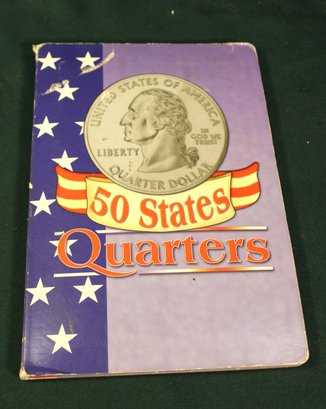 UNITED STATES OF AMERICA
LIBERTY
IN
GOD WE
TRUST
QUARTER DOLLAR
50 States
Quarters